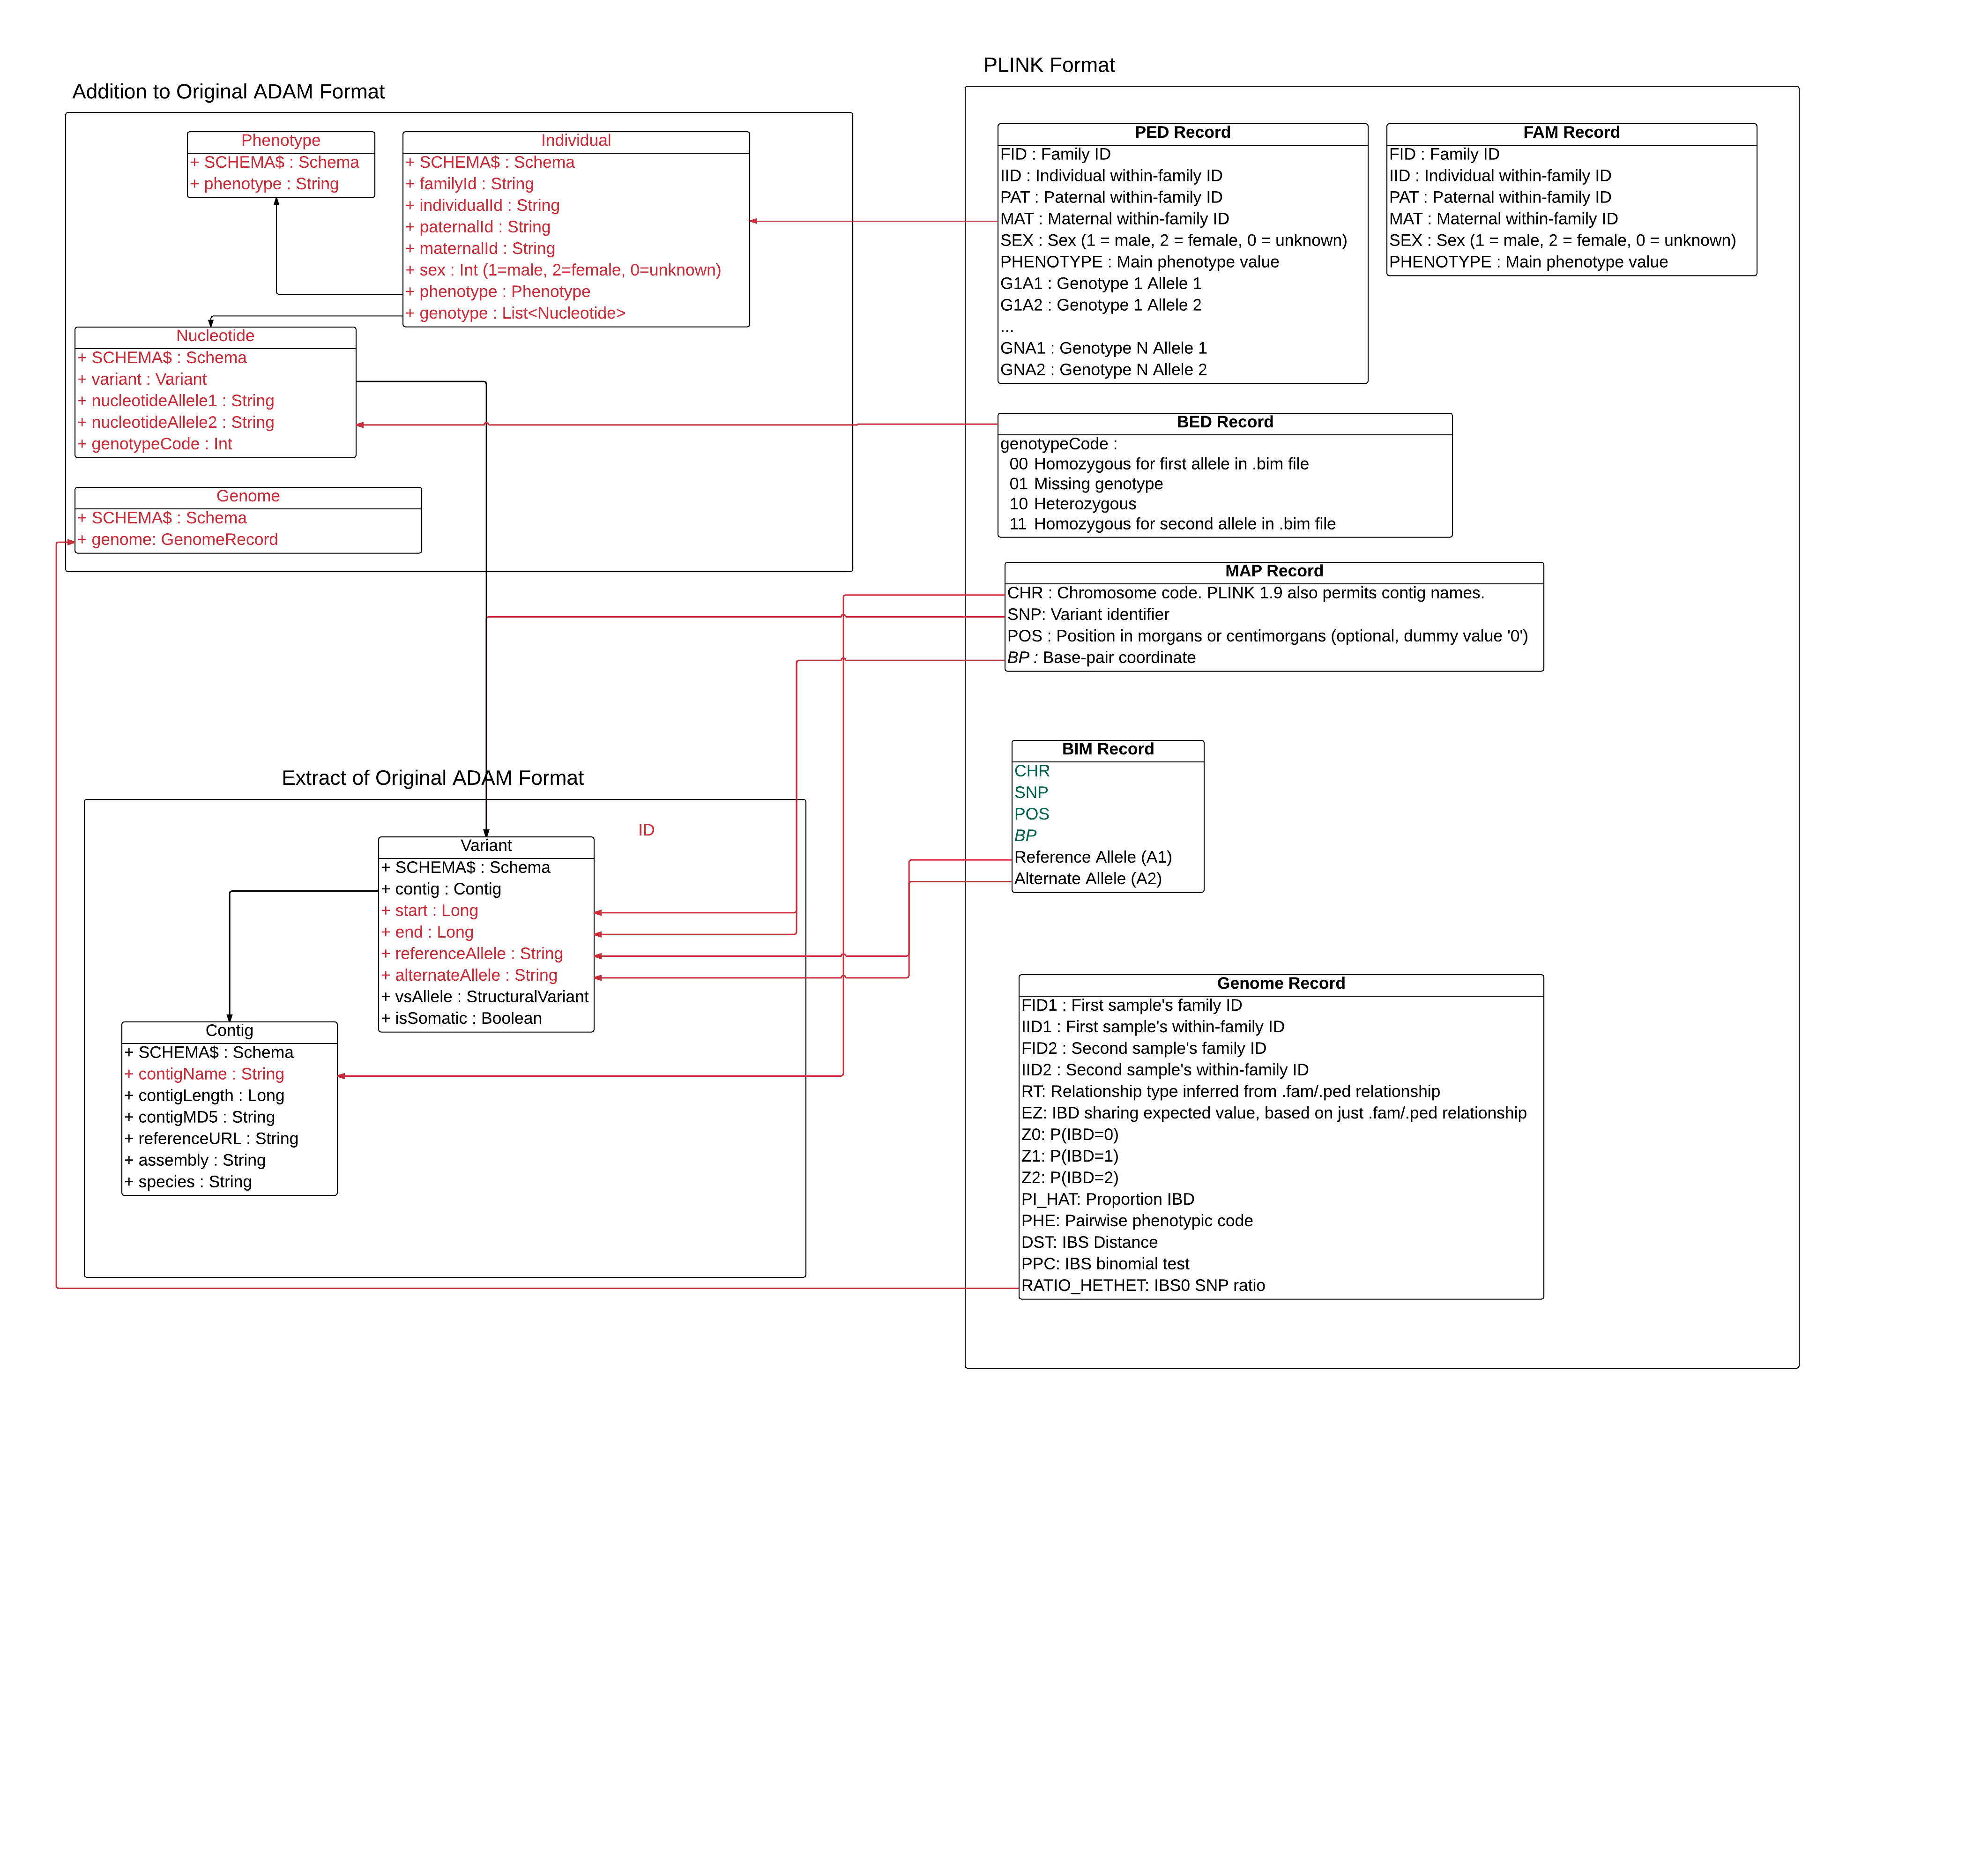 Addition to Original ADAM Format
Phenotype
+ SCHEMA$ : Schema
+ phenotype : String
Individual
+ SCHEMA$ : Schema
+ familyId : String
+ individualId : String
+ paternalId : String
+ maternalId : String
+ sex : Int (1=male, 2=female, 0=unknown)
+ phenotype : Phenotype
+ genotype : List<Nucleotide>
Nucleotide
+ SCHEMA$ : Schema
+ variant : Variant
+ nucleotideAllele1 : String
+ nucleotideAllele2 : String
+ genotypeCode : Int
Genome
+ SCHEMA$ : Schema
+ genome: GenomeRecord
Extract of Original ADAM Format
ID
Variant
+ SCHEMA$ : Schema
+ contig : Contig
+ start : Long
+ end : Long
+ referenceAllele : String
+ alternateAllele : String
+ vsAllele : StructuralVariant
+ isSomatic : Boolean
Contig
+ SCHEMA$ : Schema
+ contigName : String
+ contigLength : Long
+ contigMD5 : String
+ referenceURL : String
+ assembly : String
+ species : String
PLINK Format
PED Record
FID : Family ID
IID : Individual within-family ID
PAT : Paternal within-family ID
MAT : Maternal within-family ID
SEX : Sex (1 = male, 2 = female, 0 = unknown)
PHENOTYPE : Main phenotype value
G1A1 : Genotype 1 Allele 1
G1A2 : Genotype 1 Allele 2
...
GNA1 : Genotype N Allele 1
GNA2 : Genotype N Allele 2
FAM Record
FID : Family ID
IID : Individual within-family ID
PAT : Paternal within-family ID
MAT : Maternal within-family ID
SEX : Sex (1 = male, 2 = female, 0 = unknown)
PHENOTYPE : Main phenotype value
BED Record
genotypeCode :
00 Homozygous for first allele in .bim file
01 Missing genotype
10 Heterozygous
11 Homozygous for second allele in .bim file
MAP Record
CHR : Chromosome code. PLINK 1.9 also permits contig names.
SNP: Variant identifier
POS : Position in morgans or centimorgans (optional, dummy value '0')
BP : Base-pair coordinate
BIM Record
CHR
SNP
POS
BP
Reference Allele (A1)
Alternate Allele (A2)
Genome Record
FID1 : First sample's family ID
IID1 : First sample's within-family ID
FID2 : Second sample's family ID
IID2 : Second sample's within-family ID
RT: Relationship type inferred from .fam/.ped relationship
EZ: IBD sharing expected value, based on just .fam/.ped relationship
Z0: P(IBD=0)
Z1: P(IBD=1)
Z2: P(IBD=2)
PI_HAT: Proportion IBD
PHE: Pairwise phenotypic code
DST: IBS Distance
PPC: IBS binomial test
RATIO_HETHET: IBS0 SNP ratio